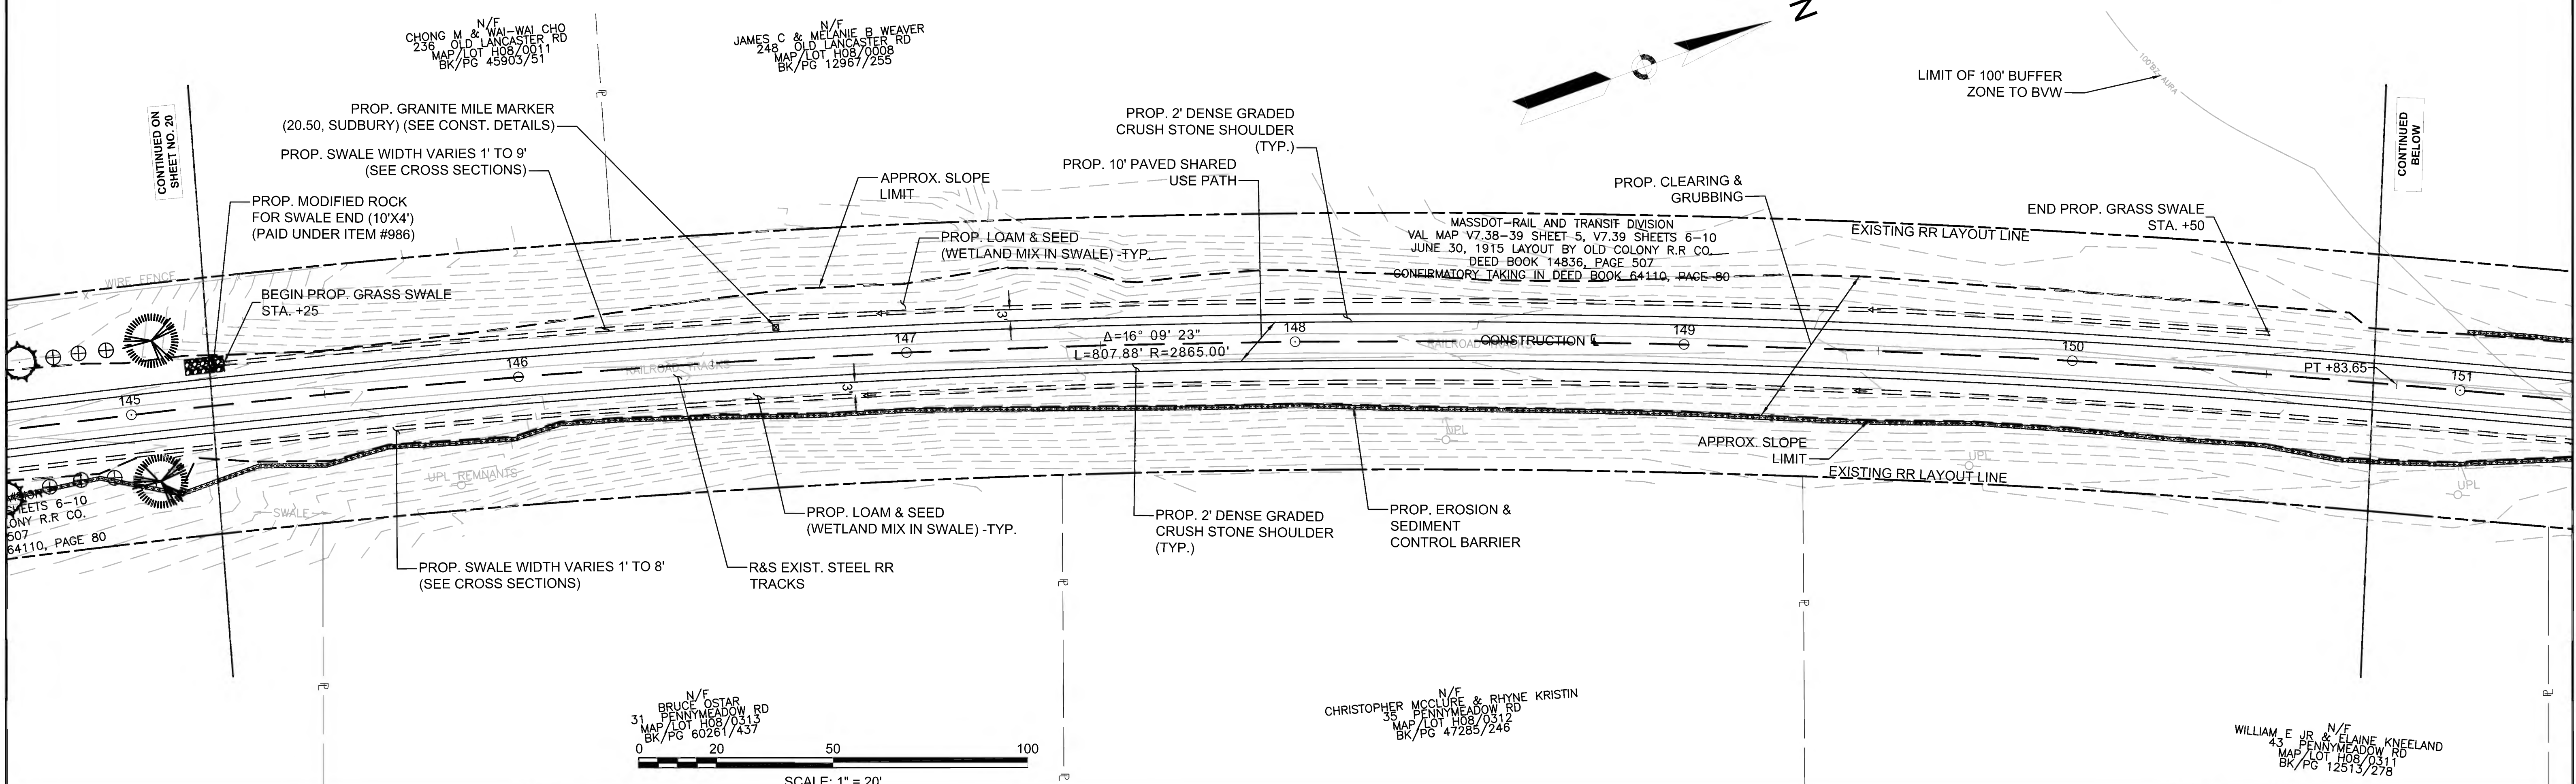 N/F
CHONG M & WAI-WAI CHO
236 OLD LANCASTER RD
MAP/LOT H08/0011
BK/PG 45903/51
N/F
JAMES C & MELANIE B WEAVER
248 OLD LANCASTER RD
MAP/LOT H08/0008
BK/PG 12967/255
N
LIMIT OF 100' BUFFER
ZONE TO BVW
CONTINUED ON
SHEET NO. 20
CONTINUED
BELOW
PL
PROP. GRANITE MILE MARKER
(20.50, SUDBURY) (SEE CONST. DETAILS)
PROP. SWALE WIDTH VARIES 1' TO 9'
(SEE CROSS SECTIONS)
PROP. MODIFIED ROCK
FOR SWALE END (10'X4')
(PAID UNDER ITEM #986)
APPROX. SLOPE
LIMIT
PROP. 2' DENSE GRADED
CRUSH STONE SHOULDER
(TYP.)
PROP. 10' PAVED SHARED
USE PATH
PROP. CLEARING &
GRUBBING
END PROP. GRASS SWALE
STA. +50
PROP. LOAM & SEED
(WETLAND MIX IN SWALE) -TYP.
MASSDOT-RAIL AND TRANSIT DIVISION
VAL MAP V7.38-39 SHEET 5, V7.39 SHEETS 6-10
JUNE 30, 1915 LAYOUT BY OLD COLONY R.R CO.
DEED BOOK 14836, PAGE 507
CONFIRMATORY TAKING IN DEED BOOK 64110, PAGE 80
EXISTING RR LAYOUT LINE
X WIRE FENCE
BEGIN PROP. GRASS SWALE
STA. +25
3'
Δ=16° 09' 23"
L=807.88' R=2865.00'
CONSTRUCTION ℄
RAILROAD TRACKS
RAILROAD TRACKS
145
146
147
148
149
150
151
PT +83.65
3'
UPL
UPL
UPL
UPL REMNANTS
SWALE
APPROX. SLOPE
LIMIT
EXISTING RR LAYOUT LINE
SHEETS 6-10
ONY R.R CO.
507
64110, PAGE 80
PROP. SWALE WIDTH VARIES 1' TO 8'
(SEE CROSS SECTIONS)
R&S EXIST. STEEL RR
TRACKS
PROP. LOAM & SEED
(WETLAND MIX IN SWALE) -TYP.
PROP. 2' DENSE GRADED
CRUSH STONE SHOULDER
(TYP.)
PROP. EROSION &
SEDIMENT
CONTROL BARRIER
PL
PL
PL
PL
PL
N/F
BRUCE OSTAR
31 PENNYMEADOW RD
MAP/LOT H08/0313
BK/PG 60261/437
N/F
CHRISTOPHER MCCLURE & RHYNE KRISTIN
35 PENNYMEADOW RD
MAP/LOT H08/0312
BK/PG 47285/246
N/F
WILLIAM E JR & ELAINE KNEELAND
43 PENNYMEADOW RD
MAP/LOT H08/0311
BK/PG 12513/278
0 20 50 100
SCALE: 1" = 20'